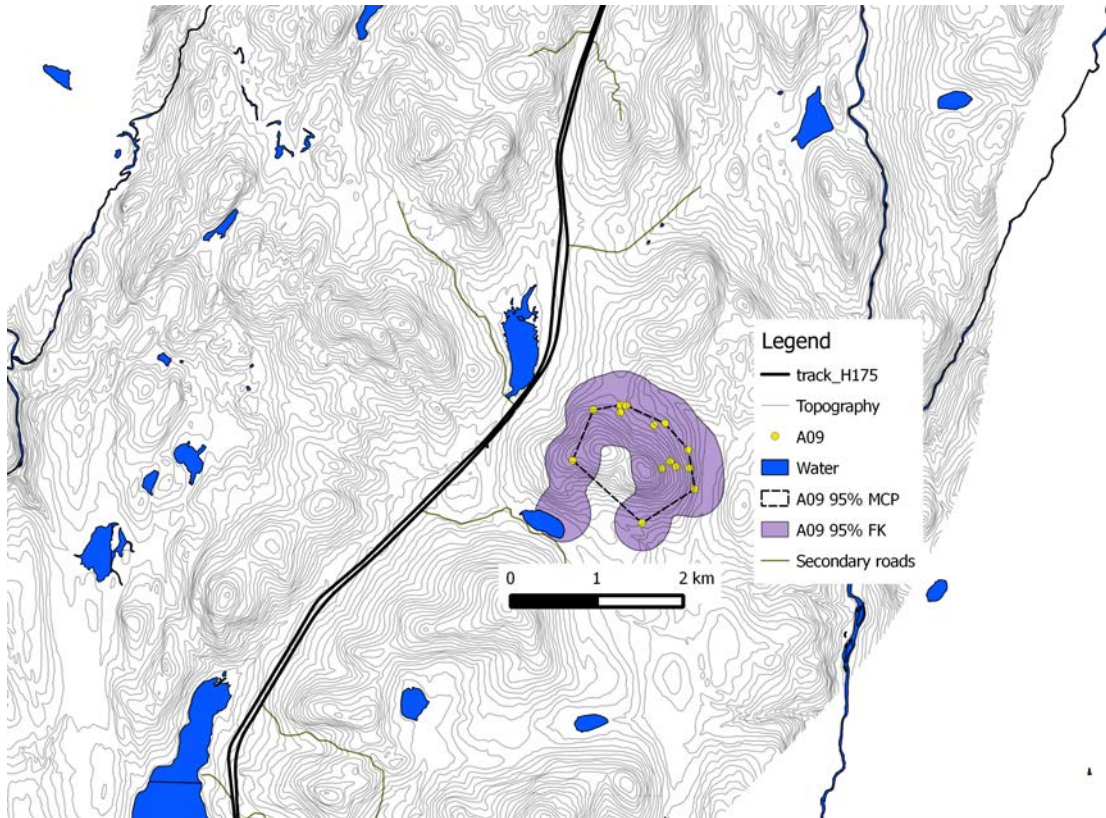 Legend
track_H175
Topography
A09
Water
A09 95% MCP
A09 95% FK
Secondary roads
0 1 2 km